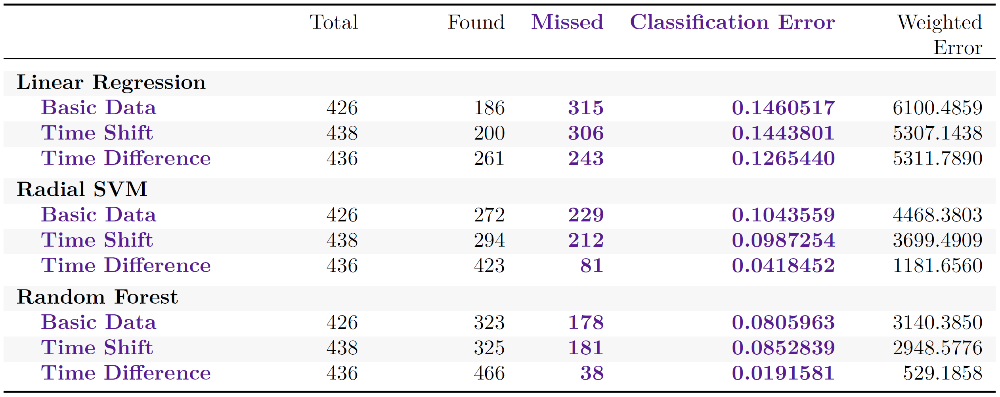 Total Found Missed Classification Error Weighted
Error
Linear Regression
Basic Data 426 186 315 0.1460517 6100.4859
Time Shift 438 200 306 0.1443801 5307.1438
Time Difference 436 261 243 0.1265440 5311.7890
Radial SVM
Basic Data 426 272 229 0.1043559 4468.3803
Time Shift 438 294 212 0.0987254 3699.4909
Time Difference 436 423 81 0.0418452 1181.6560
Random Forest
Basic Data 426 323 178 0.0805963 3140.3850
Time Shift 438 325 181 0.0852839 2948.5776
Time Difference 436 466 38 0.0191581 529.1858